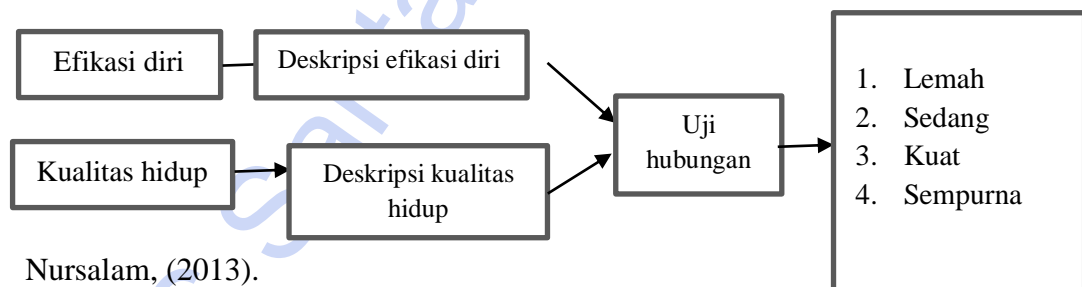 Efikasi diri
Deskripsi efikasi diri
Kualitas hidup
Deskripsi kualitas
hidup
Uji
hubungan
1. Lemah
2. Sedang
3. Kuat
4. Sempurna
Nursalam, (2013).